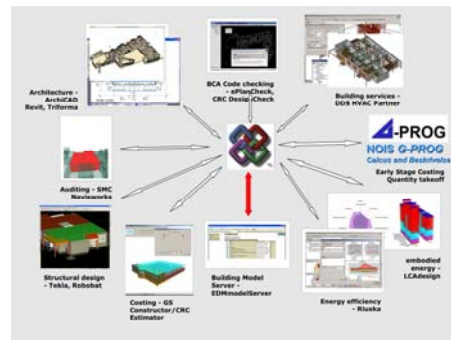 Architecture -
ArchiCAD
Revit, Triforma
BCA Code checking
- ePlanCheck,
CRC DesignCheck
Building services -
DDS HVAC Partner
G-PROG
NOIS G-PROG
Calcus and Beskrivelse
Early Stage Costing
Quantity takeoff
Auditing - SMC
Navisworks
Structural design
- Tekla, Robobat
Costing - GS
Constructor/CRC
Estimator
Building Model
Server -
EDMmodelServer
Energy efficiency
- Riuska
embodied
energy -
LCAdesign